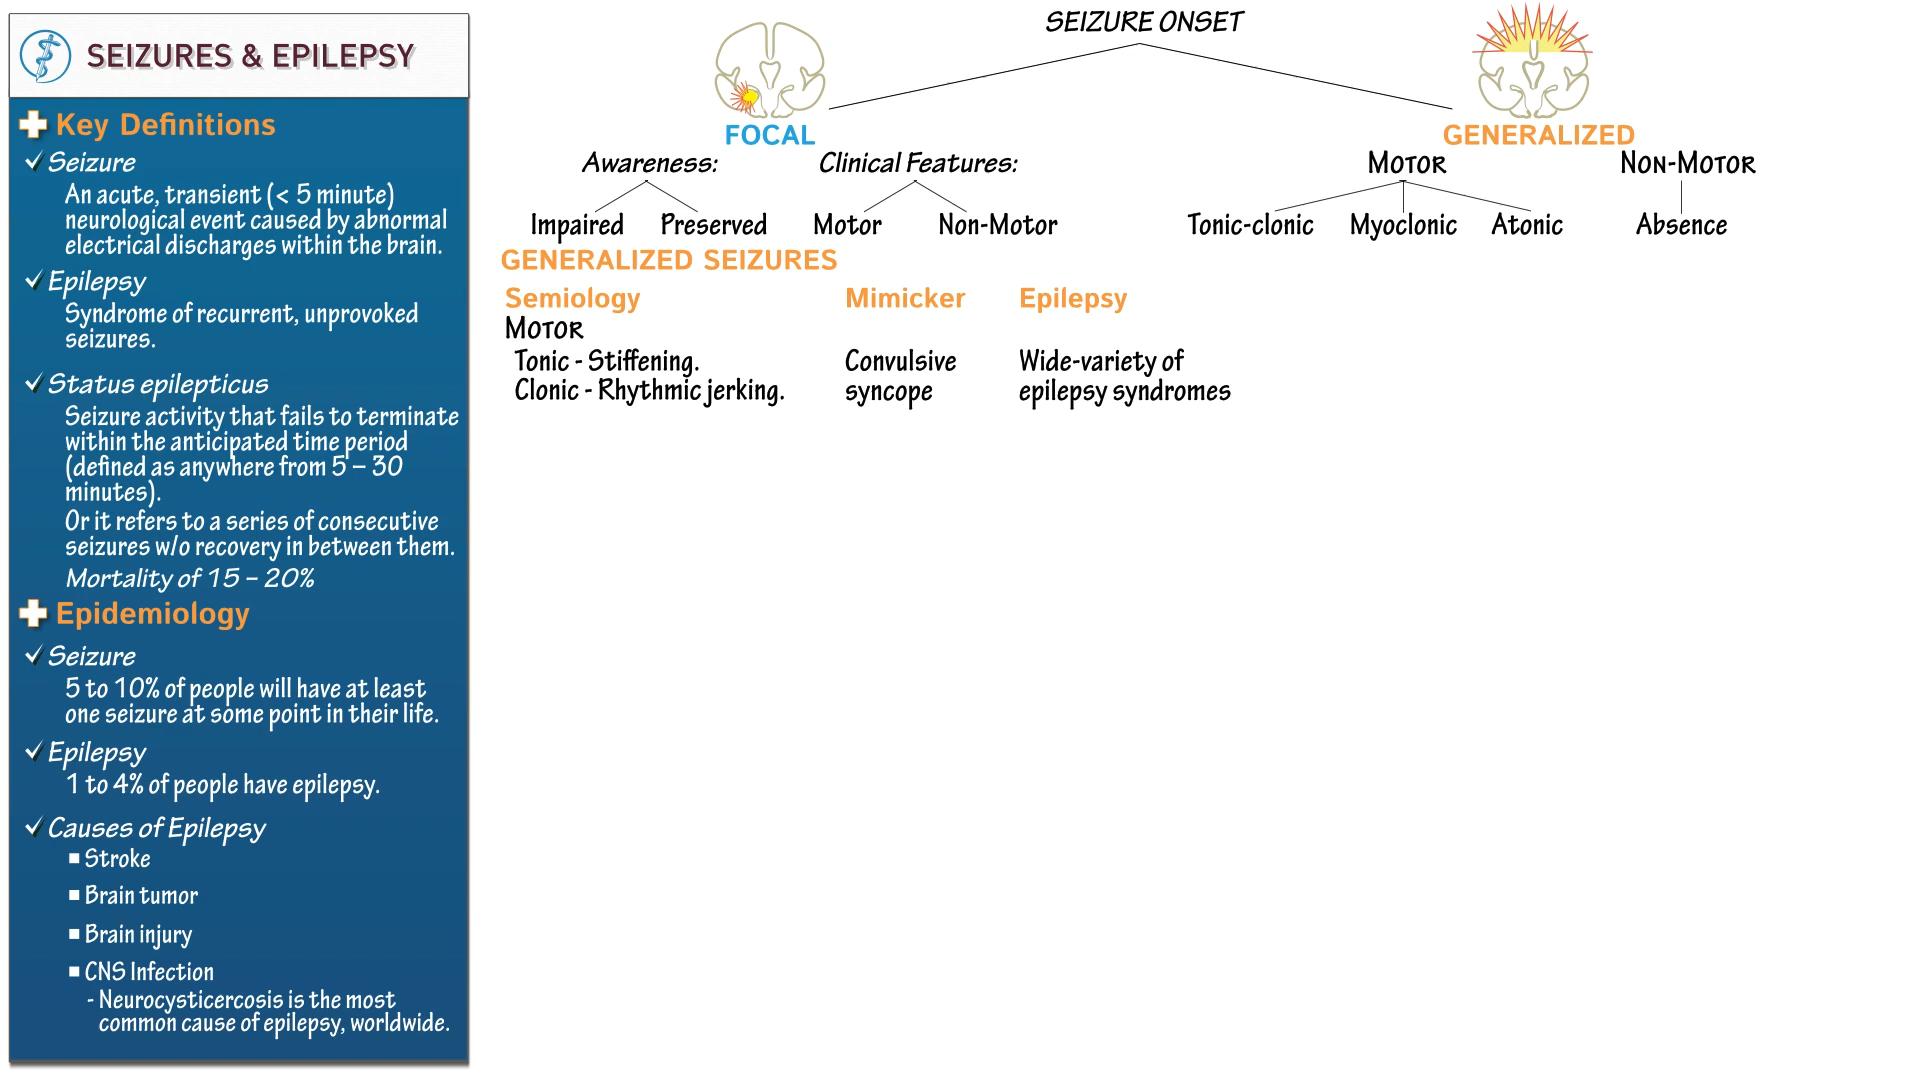 SEIZURES & EPILEPSY
Key Definitions
Seizure
An acute, transient (< 5 minute)
neurological event caused by abnormal
electrical discharges within the brain.
Epilepsy
Syndrome of recurrent, unprovoked
seizures.
Status epilepticus
Seizure activity that fails to terminate
within the anticipated time period
(defined as anywhere from 5 – 30
minutes).
Or it refers to a series of consecutive
seizures w/o recovery in between them.
Mortality of 15 – 20%
Epidemiology
Seizure
5 to 10% of people will have at least
one seizure at some point in their life.
Epilepsy
1 to 4% of people have epilepsy.
Causes of Epilepsy
Stroke
Brain tumor
Brain injury
CNS Infection
- Neurocysticercosis is the most
common cause of epilepsy, worldwide.
SEIZURE ONSET
FOCAL
GENERALIZED
Awareness: Clinical Features:
MOTOR NON-MOTOR
Impaired Preserved Motor Non-Motor
Tonic-clonic Myoclonic Atonic Absence
GENERALIZED SEIZURES
Semiology Mimicker Epilepsy
MOTOR
Tonic - Stiffening. Convulsive Wide-variety of
Clonic - Rhythmic jerking. syncope epilepsy syndromes